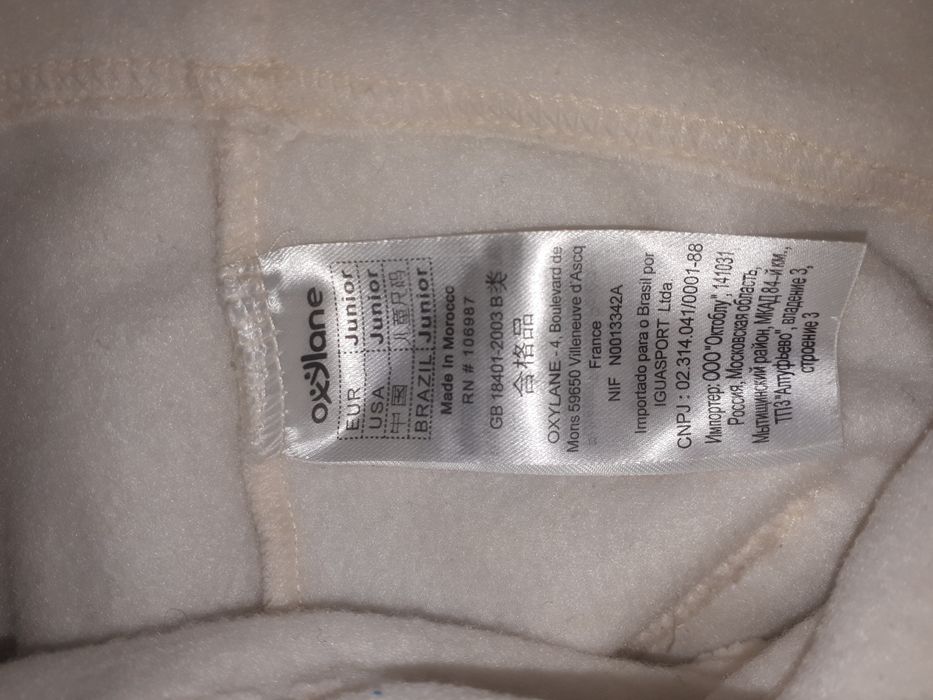 oxylane
EUR Junior
USA Junior
中国 儿童尺码
BRAZIL Junior
Made in Morocco
RN # 106987
GB 18401-2003 B类
合格品
OXYLANE - 4, Boulevard de
Mons 59650 Villeneuve d'Ascq
France
NIF N0013342A
Importado para o Brasil por
IGUASPORT Ltda
CNPJ : 02.314.041/0001-88
Импортер: ООО"Октоблу" 141031
Россия, Московская область,
Мытищинский район, МКАД 84-й км.,
ТПЗ"Алтуфьево", владение 3,
строение 3